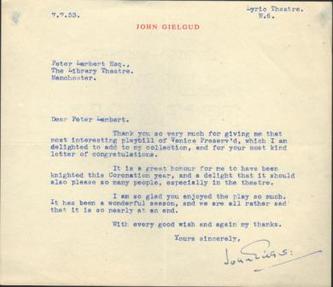 7.7.53.
Lyric Theatre.
W.6.
JOHN GIELGUD
Peter Lambert Esq.,
The Library Theatre.
Manchester.
Dear Peter Lambert.
Thank you so very much for giving me that
most interesting playbill of Venice Preserv'd, which I am
delighted to add to my collection, and for your most kind
letter of congratulations.
It is a great honour for me to have been
knighted this Coronation year, and a delight that it should
also please so many people, especially in the theatre.
I am so glad you enjoyed the play so much.
It has been a wonderful season, and we are all rather sad
that it is so nearly at an end.
With every good wish and again my thanks.
Yours sincerely,